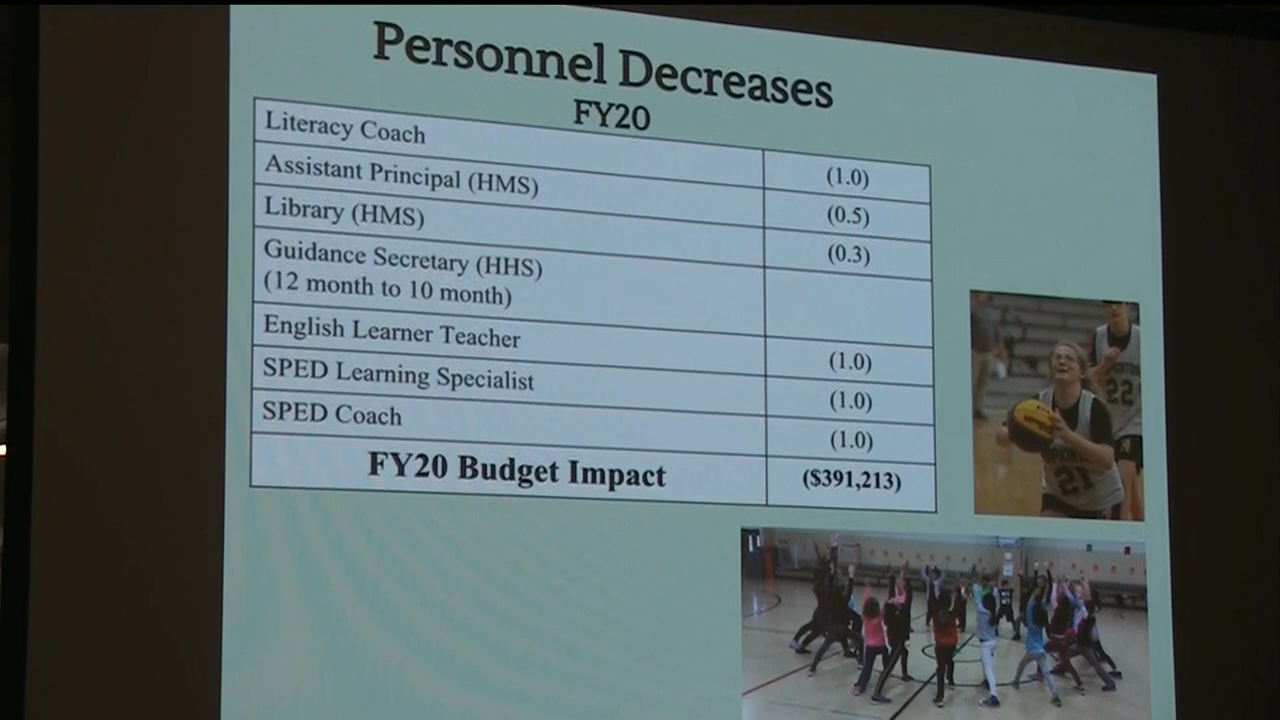 Personnel Decreases
FY20
Literacy Coach (1.0)
Assistant Principal (HMS) (0.5)
Library (HMS) (0.3)
Guidance Secretary (HHS)
(12 month to 10 month)
English Learner Teacher (1.0)
SPED Learning Specialist (1.0)
SPED Coach (1.0)
FY20 Budget Impact ($391,213)
22
21